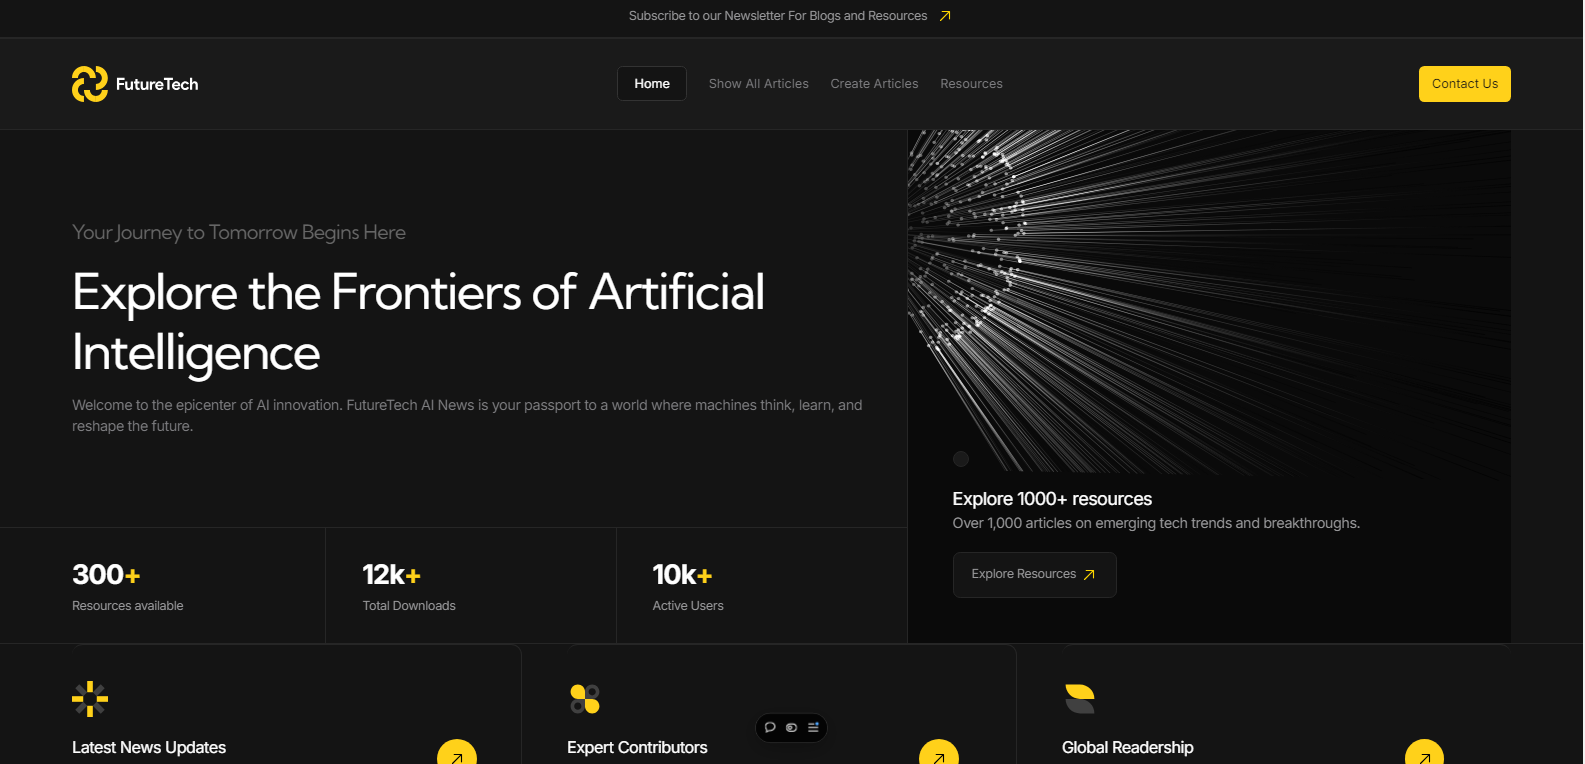 Subscribe to our Newsletter For Blogs and Resources
FutureTech
Home
Show All Articles
Create Articles
Resources
Contact Us
Your Journey to Tomorrow Begins Here
Explore the Frontiers of Artificial
Intelligence
Welcome to the epicenter of AI innovation. FutureTech AI News is your passport to a world where machines think, learn, and
reshape the future.
300+
Resources available
12k+
Total Downloads
10k+
Active Users
Explore 1000+ resources
Over 1,000 articles on emerging tech trends and breakthroughs.
Explore Resources
Latest News Updates
Expert Contributors
Global Readership